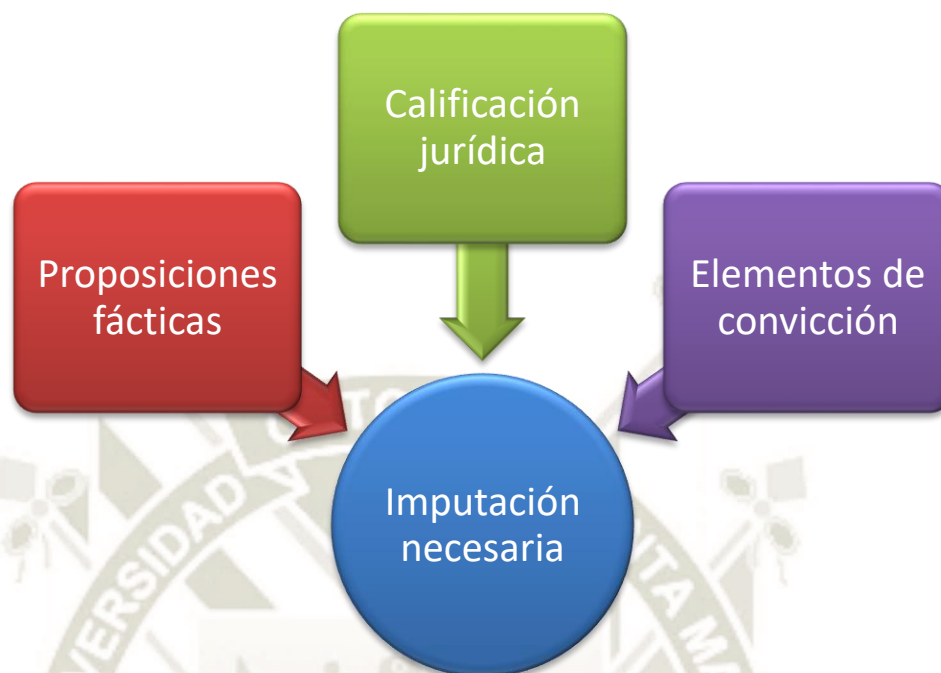 Calificación
jurídica
Proposiciones
fácticas
Elementos de
convicción
Imputación
necesaria